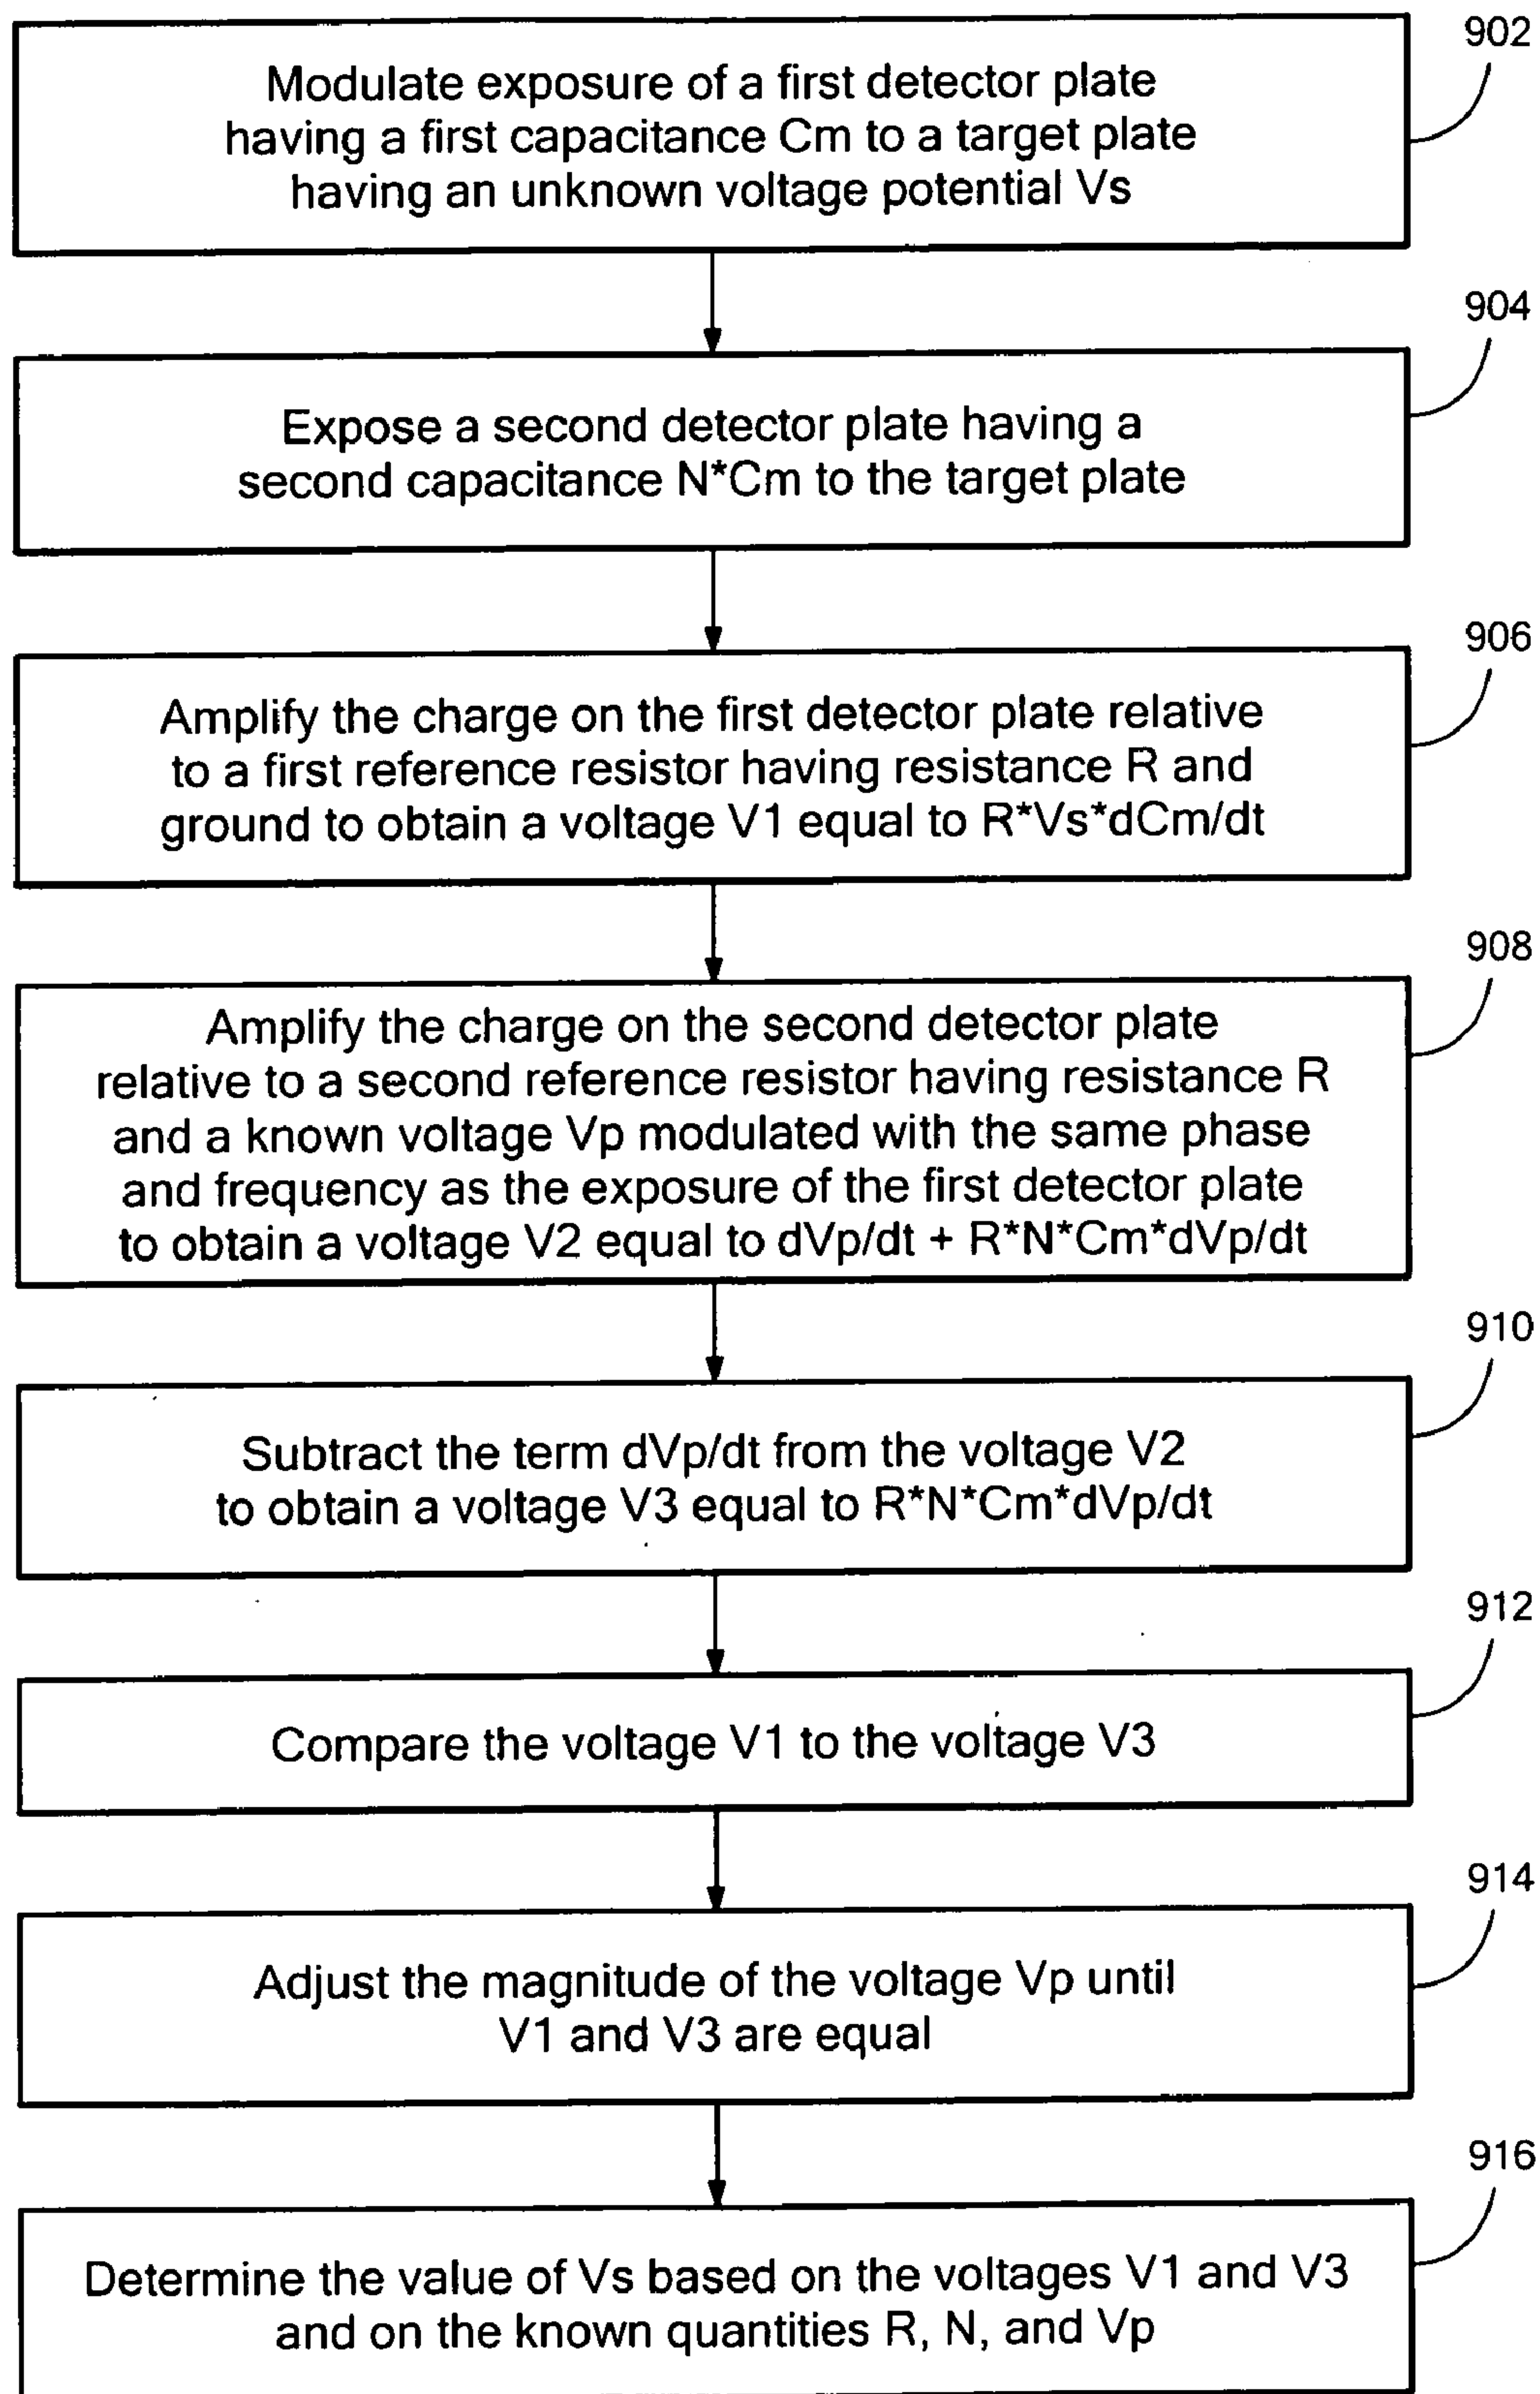 902
Modulate exposure of a first detector plate
having a first capacitance Cm to a target plate
having an unknown voltage potential Vs
904
Expose a second detector plate having a
second capacitance N*Cm to the target plate
906
Amplify the charge on the first detector plate relative
to a first reference resistor having resistance R and
ground to obtain a voltage V1 equal to R*Vs*dCm/dt
908
Amplify the charge on the second detector plate
relative to a second reference resistor having resistance R
and a known voltage Vp modulated with the same phase
and frequency as the exposure of the first detector plate
to obtain a voltage V2 equal to dVp/dt + R*N*Cm*dVp/dt
910
Subtract the term dVp/dt from the voltage V2
to obtain a voltage V3 equal to R*N*Cm*dVp/dt
912
Compare the voltage V1 to the voltage V3
914
Adjust the magnitude of the voltage Vp until
V1 and V3 are equal
916
Determine the value of Vs based on the voltages V1 and V3
and on the known quantities R, N, and Vp